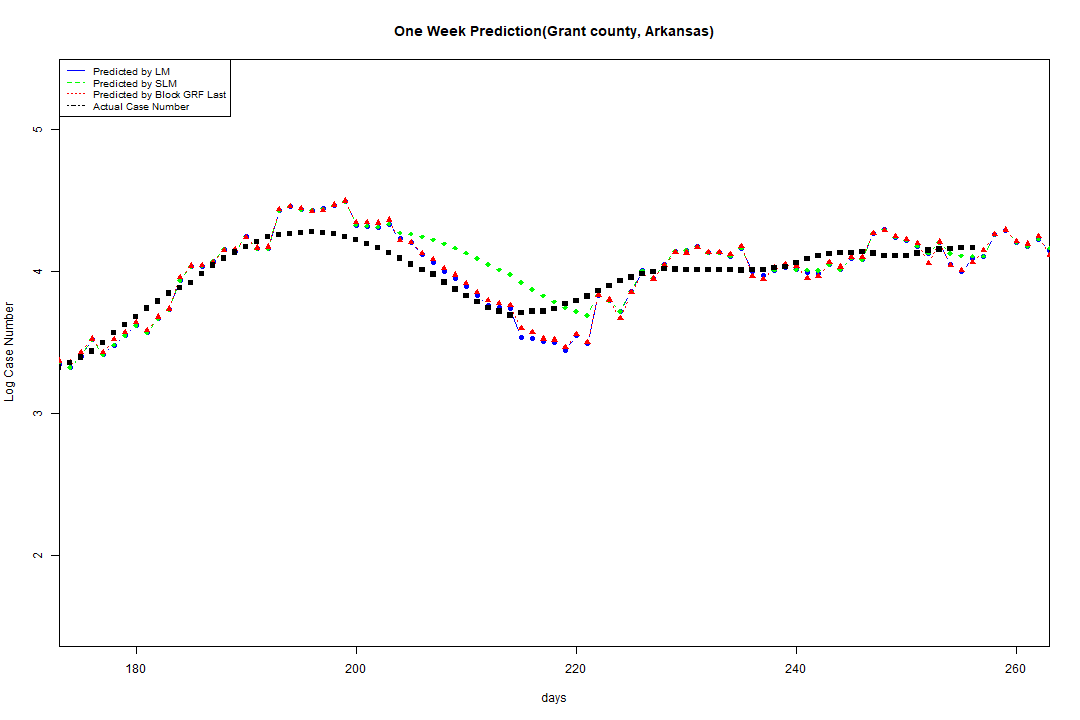 One Week Prediction(Grant county, Arkansas)
Predicted by LM
Predicted by SLM
Predicted by Block GRF Last
Actual Case Number
5
4
3
2
Log Case Number
180 200 220 240 260
days